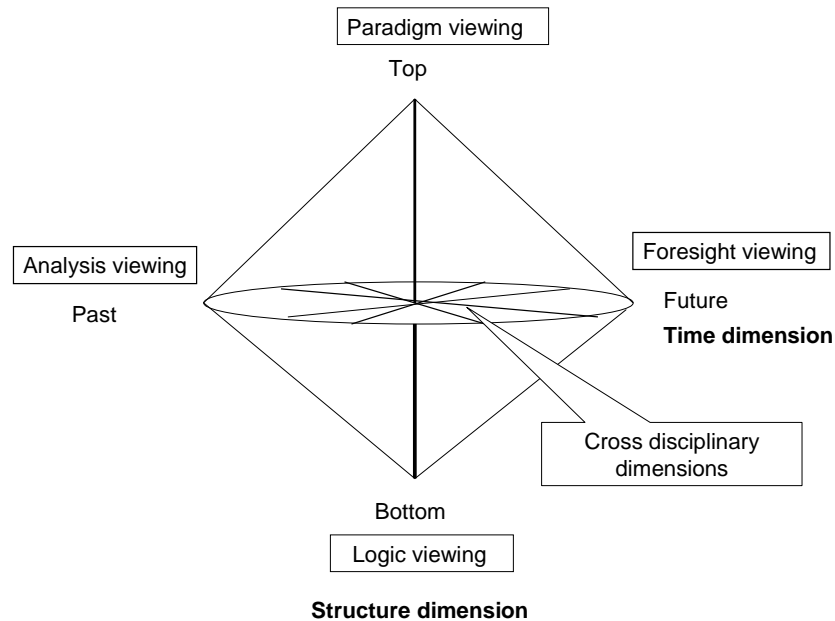 Paradigm viewing
Top
Analysis viewing
Past
Foresight viewing
Future
Time dimension
Cross disciplinary
dimensions
Bottom
Logic viewing
Structure dimension